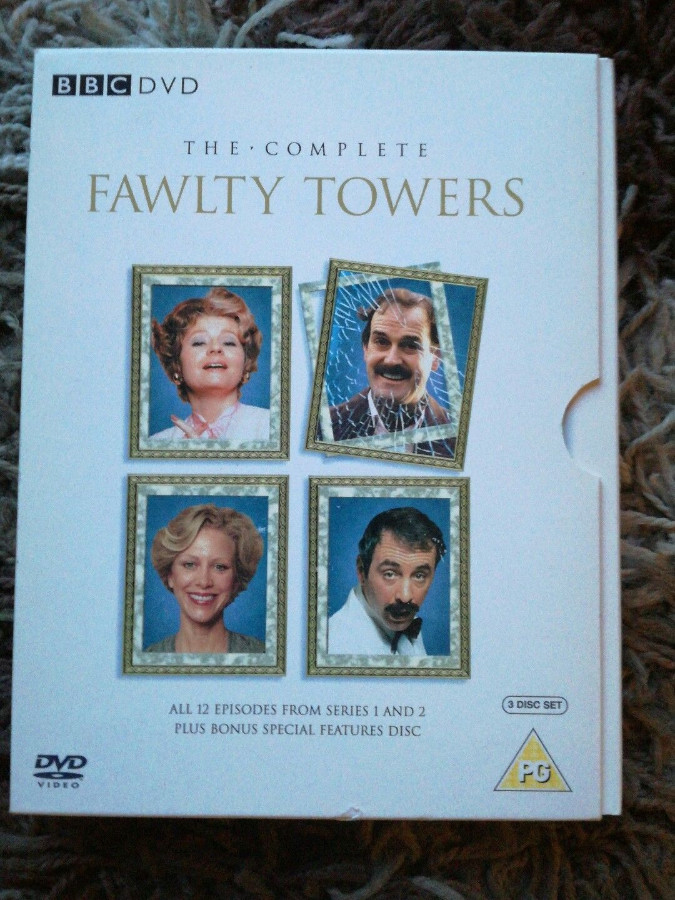 BBC DVD
THE · COMPLETE
FAWLTY TOWERS
ALL 12 EPISODES FROM SERIES 1 AND 2
PLUS BONUS SPECIAL FEATURES DISC
3 DISC SET
DVD
VIDEO
PG